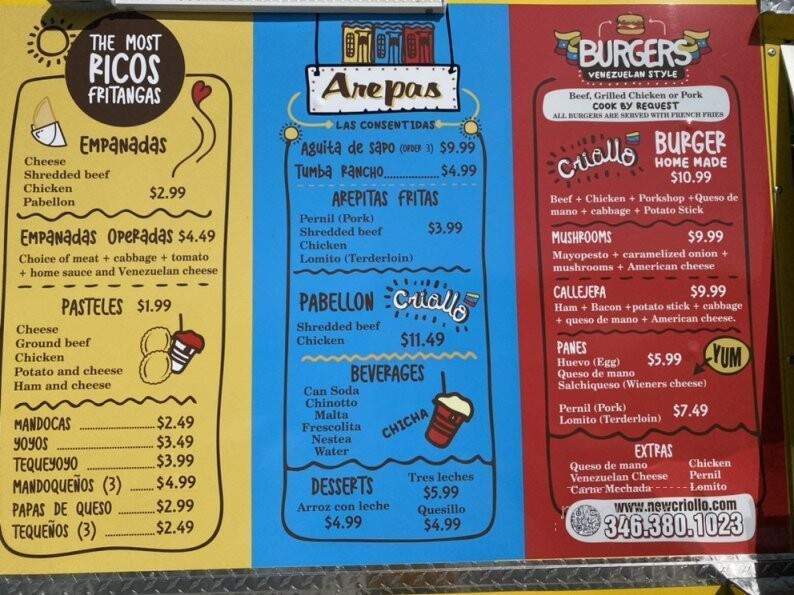 THE MOST
RICOS
FRITANGAS
EMPANADAS
Cheese
Shredded beef
Chicken
Pabellon $2.99
EMPANADAS OPERADAS $4.49
Choice of meat + cabbage + tomato
+ home sauce and Venezuelan cheese
PASTELES $1.99
Cheese
Ground beef
Chicken
Potato and cheese
Ham and cheese
MANDOCAS $2.49
YOYOS $3.49
TEQUEYOYO $3.99
MANDOQUEÑOS (3) $4.99
PAPAS DE QUESO $2.99
TEQUEÑOS (3) $2.49
Arepas
LAS CONSENTIDAS
Aguita de sapo (ORDER 3) $9.99
TUMBA RANCHO $4.99
AREPITAS FRITAS
Pernil (Pork)
Shredded beef $3.99
Chicken
Lomito (Terderloin)
PABELLON Criollo
Shredded beef
Chicken $11.49
BEVERAGES
Can Soda
Chinotto
Malta
Frescolita
Nestea
Water
CHICHA
DESSERTS
Arroz con leche
$4.99
Tres leches
$5.99
Quesillo
$4.99
BURGERS
VENEZUELAN STYLE
Beef, Grilled Chicken or Pork
COOK BY REQUEST
ALL BURGERS ARE SERVED WITH FRENCH FRIES
Criollo BURGER
HOME MADE
$10.99
Beef + Chicken + Porkshop +Queso de
mano + cabbage + Potato Stick
MUSHROOMS $9.99
Mayopesto + caramelized onion +
mushrooms + American cheese
CALLEJERA $9.99
Ham + Bacon +potato stick + cabbage
+ queso de mano + American cheese.
PANES
Huevo (Egg) $5.99
Queso de mano
Salchiqueso (Wieners cheese)
YUM
Pernil (Pork) $7.49
Lomito (Terderloin)
EXTRAS
Queso de mano Chicken
Venezuelan Cheese Pernil
Carne Mechada Lomito
www.newcriollo.com
346.380.1023